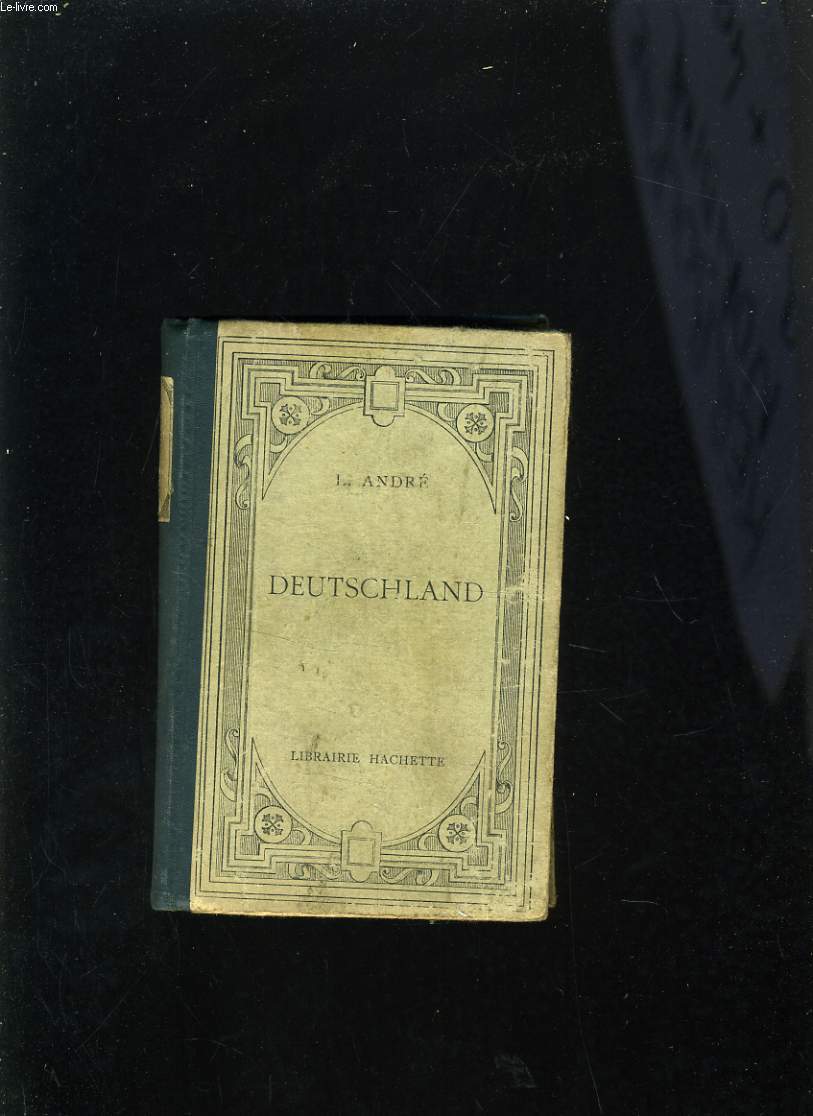 Le-livre.com
L. ANDRÉ
DEUTSCHLAND
LIBRAIRIE HACHETTE